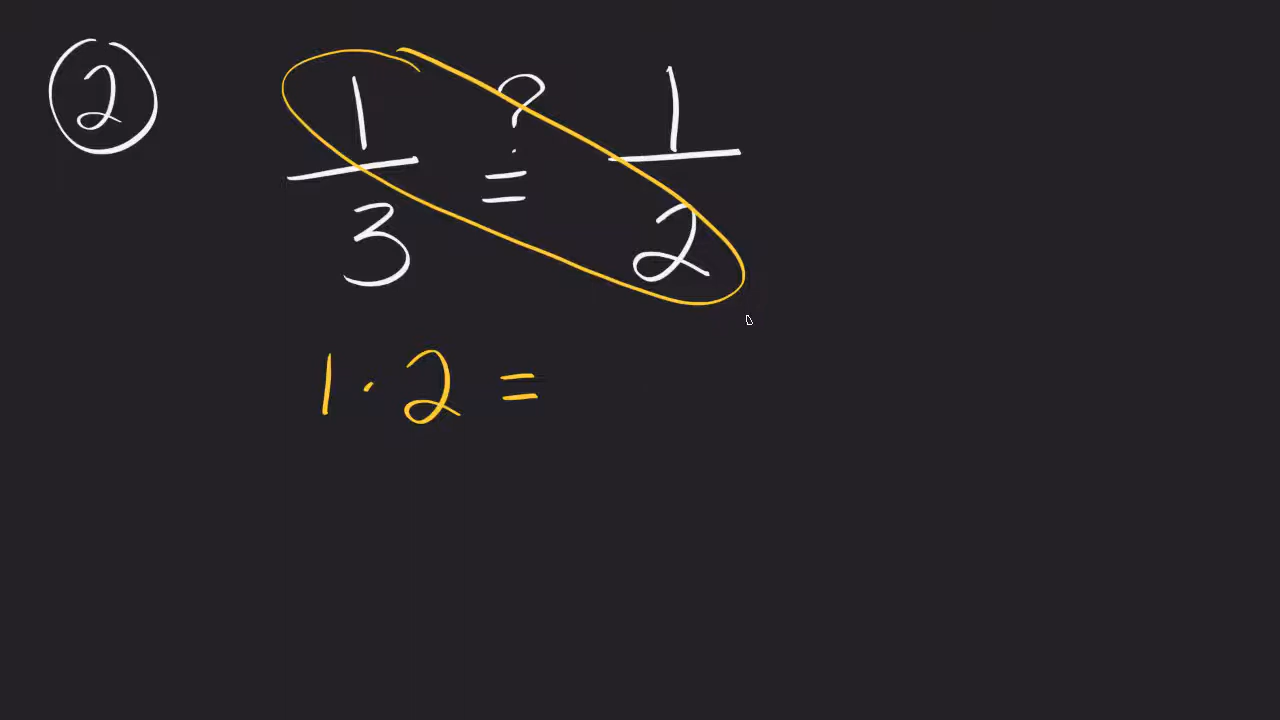 ② 1/3 ≟ 1/2
1 · 2 =